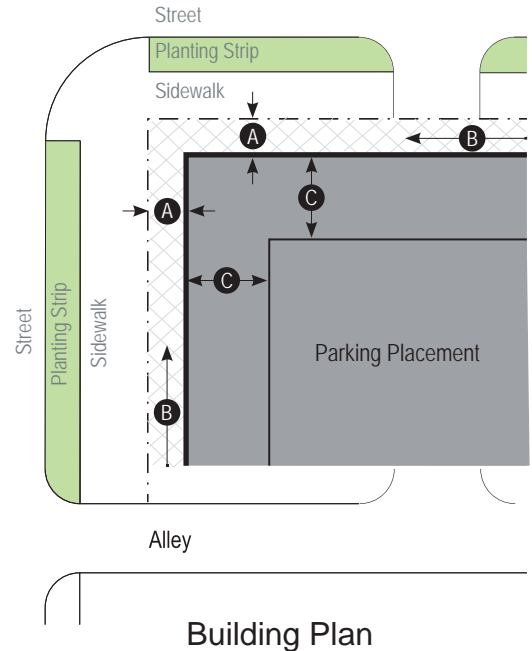 Street
Planting Strip
Sidewalk
A
B
A
C
C
Parking Placement
Street
Planting Strip
Sidewalk
B
Alley
Building Plan